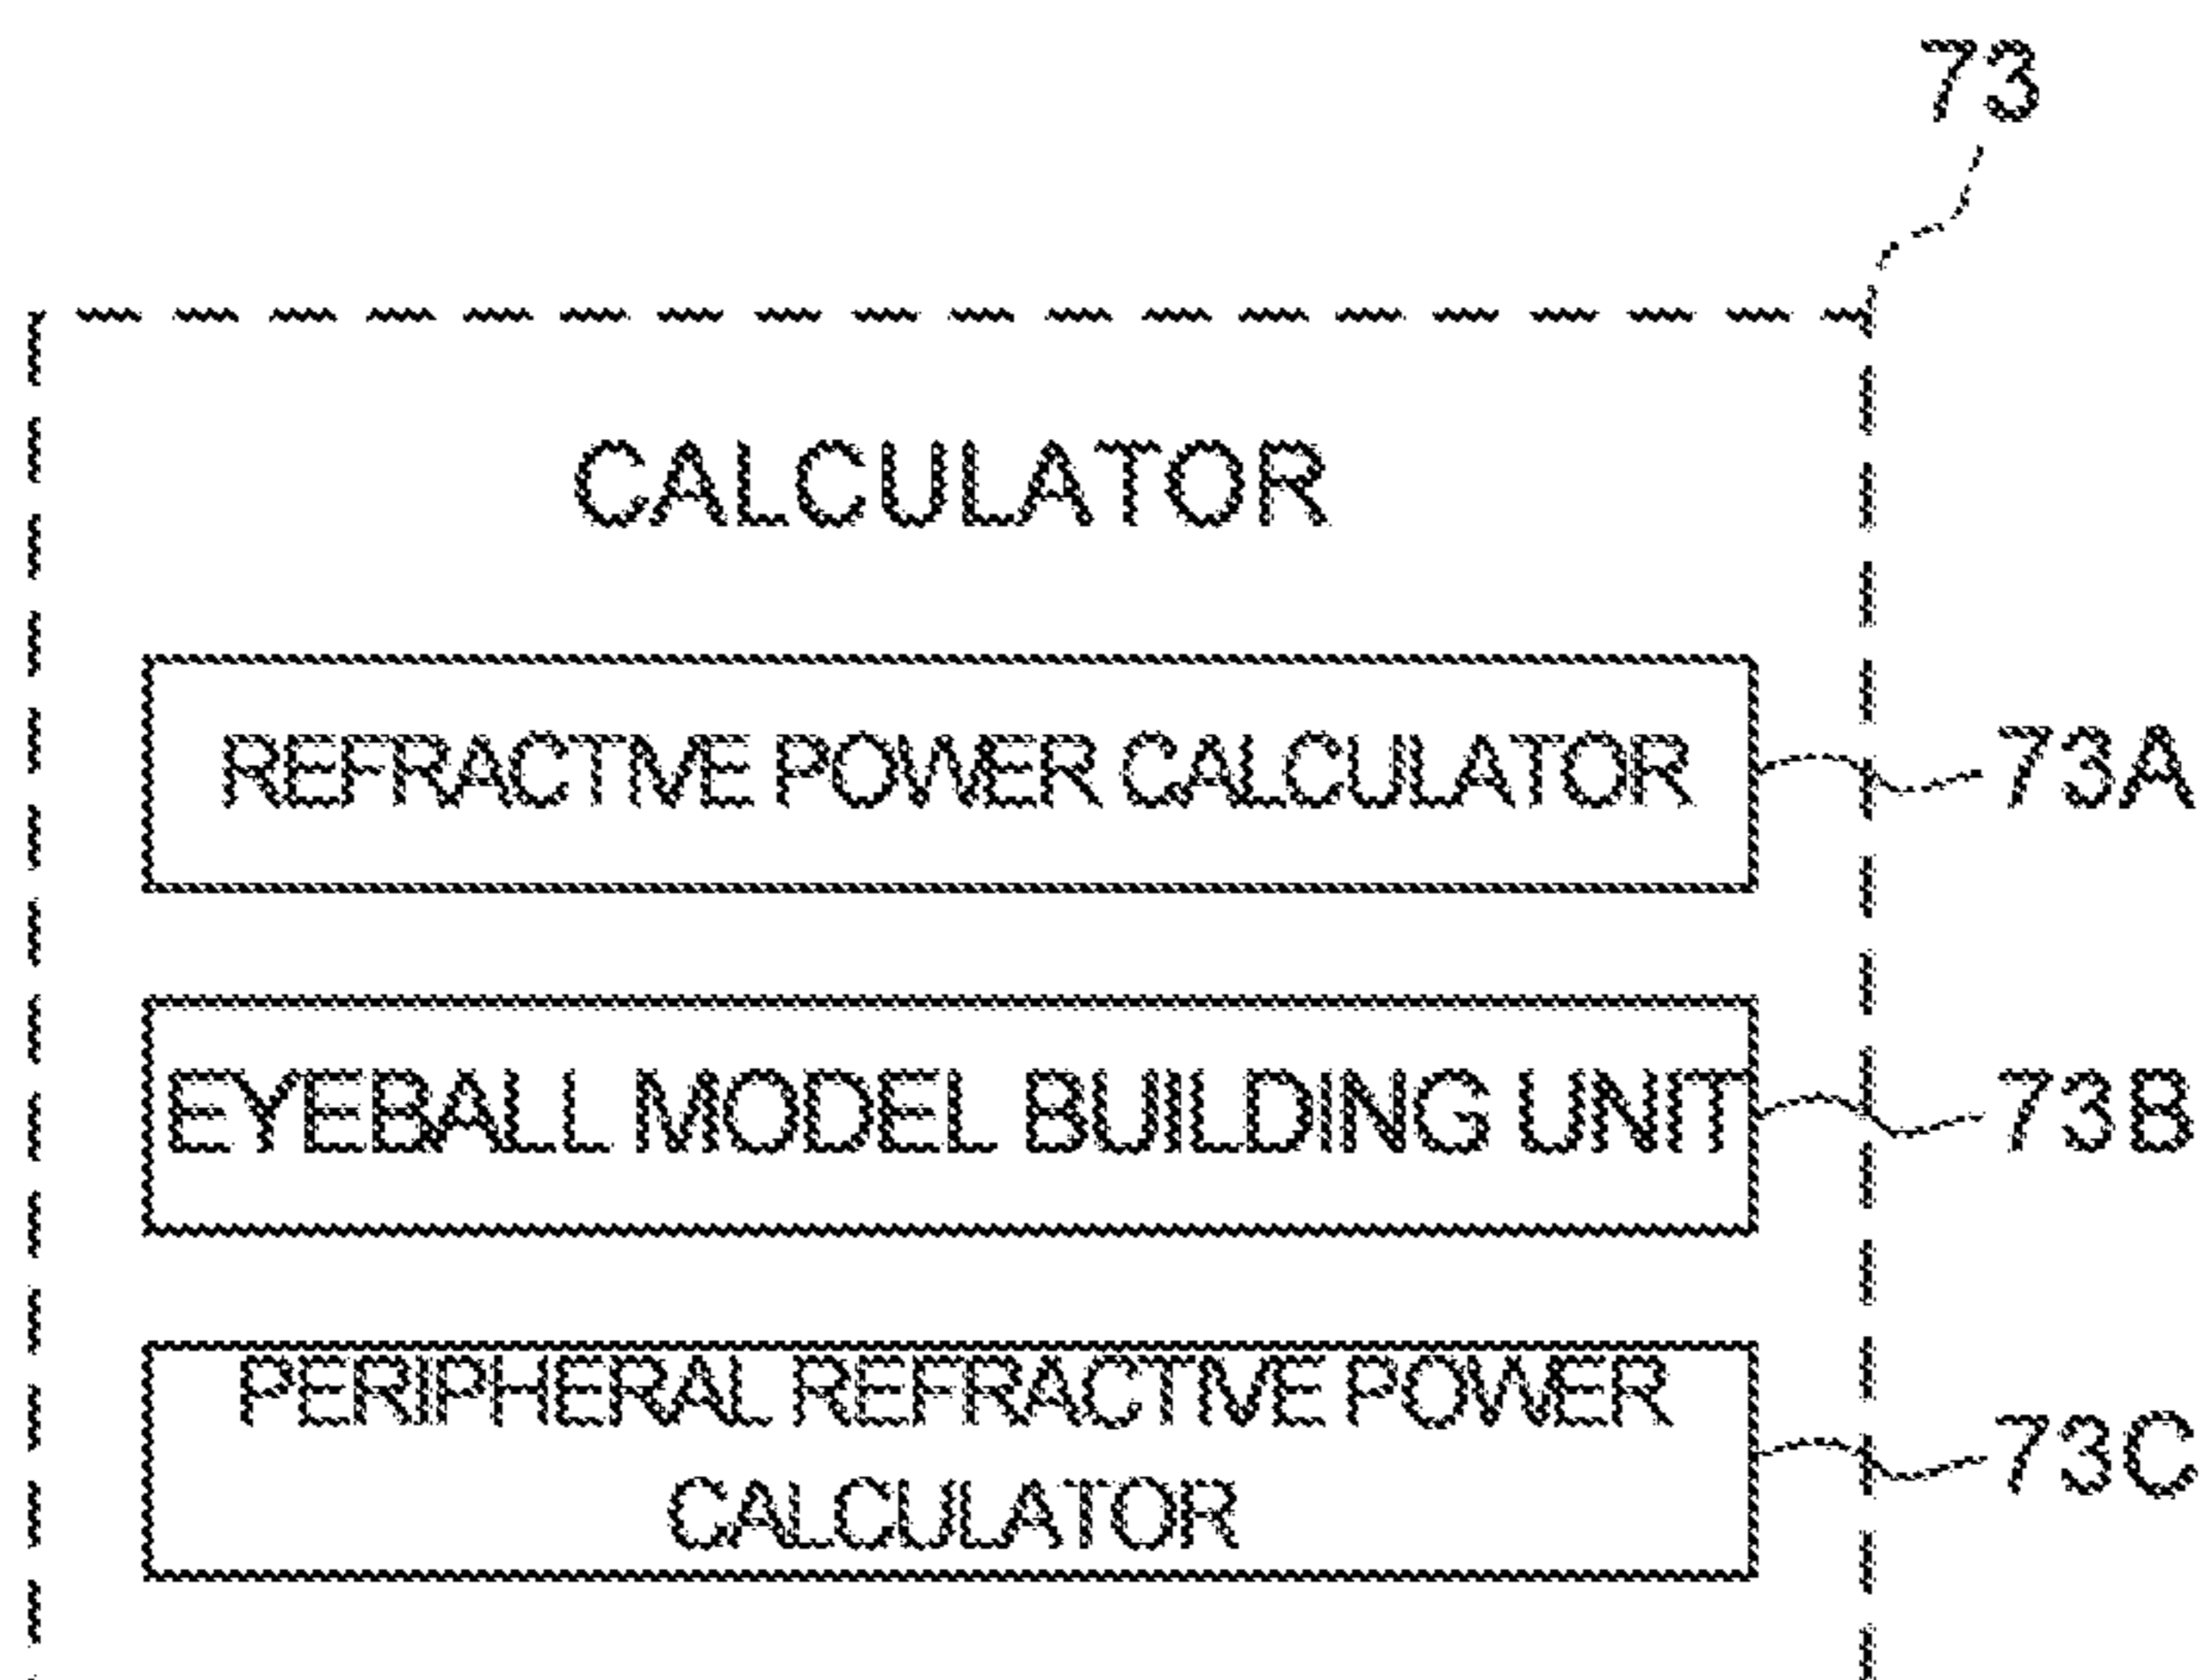 73
CALCULATOR
REFRACTIVE POWER CALCULATOR
73A
EYEBALL MODEL BUILDING UNIT
73B
PERIPHERAL REFRACTIVE POWER
CALCULATOR
73C